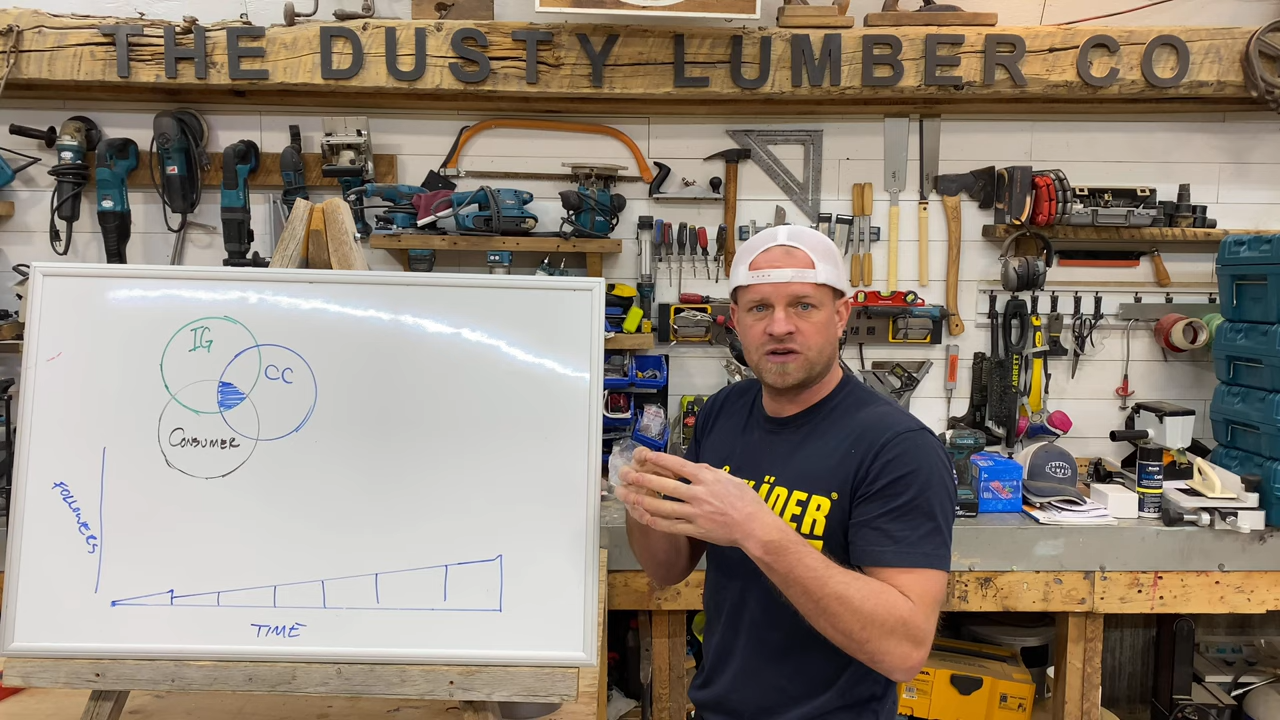 THE DUSTY LUMBER CO
IG
CC
CONSUMER
FOLLOWERS
TIME